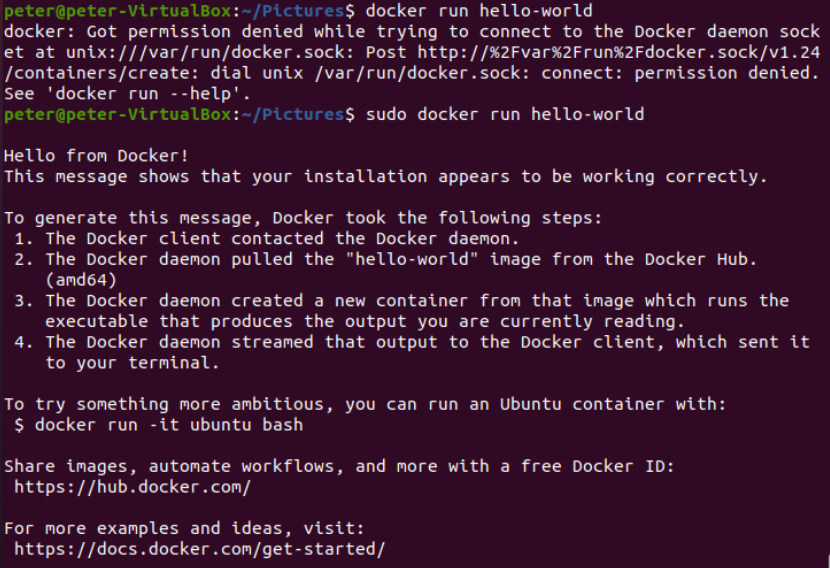 peter@peter-VirtualBox:~/Pictures$ docker run hello-world
docker: Got permission denied while trying to connect to the Docker daemon sock
et at unix:///var/run/docker.sock: Post http://%2Fvar%2Frun%2Fdocker.sock/v1.24
/containers/create: dial unix /var/run/docker.sock: connect: permission denied.
See 'docker run --help'.
peter@peter-VirtualBox:~/Pictures$ sudo docker run hello-world

Hello from Docker!
This message shows that your installation appears to be working correctly.

To generate this message, Docker took the following steps:
 1. The Docker client contacted the Docker daemon.
 2. The Docker daemon pulled the "hello-world" image from the Docker Hub.
    (amd64)
 3. The Docker daemon created a new container from that image which runs the
    executable that produces the output you are currently reading.
 4. The Docker daemon streamed that output to the Docker client, which sent it
    to your terminal.

To try something more ambitious, you can run an Ubuntu container with:
 $ docker run -it ubuntu bash

Share images, automate workflows, and more with a free Docker ID:
 https://hub.docker.com/

For more examples and ideas, visit:
 https://docs.docker.com/get-started/